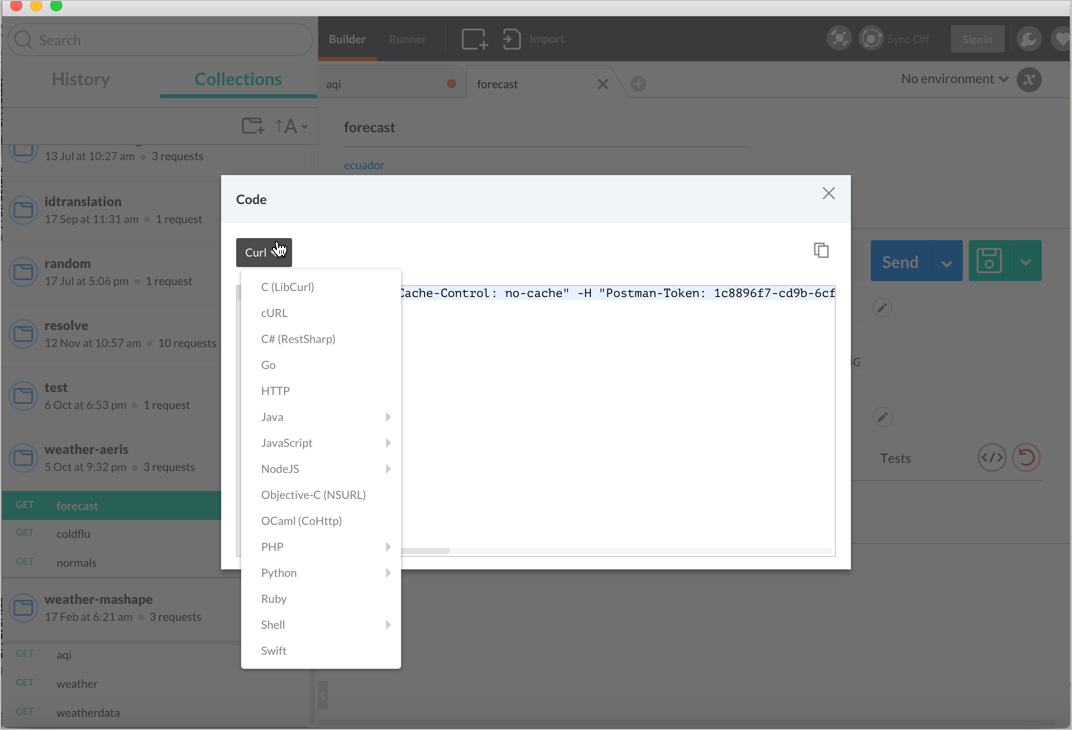 Search
Builder
Runner
Import
Sync Off
Sign in
History
Collections
aqi
forecast
No environment
A
13 Jul at 10:27 am 3 requests
idtranslation
17 Sep at 11:31 am 1 request
random
17 Jul at 5:06 pm 1 request
resolve
12 Nov at 10:57 am 10 requests
test
6 Oct at 6:53 pm 1 request
weather-aeris
5 Oct at 9:32 pm 3 requests
GET forecast
GET coldflu
GET normals
weather-mashape
17 Feb at 6:21 am 3 requests
GET aqi
GET weather
GET weatherdata
forecast
ecuador
Send
Tests
Code
Curl
Cache-Control: no-cache" -H "Postman-Token: 1c8896f7-cd9b-6cf
C (LibCurl)
cURL
C# (RestSharp)
Go
HTTP
Java
JavaScript
NodeJS
Objective-C (NSURL)
OCaml (CoHttp)
PHP
Python
Ruby
Shell
Swift